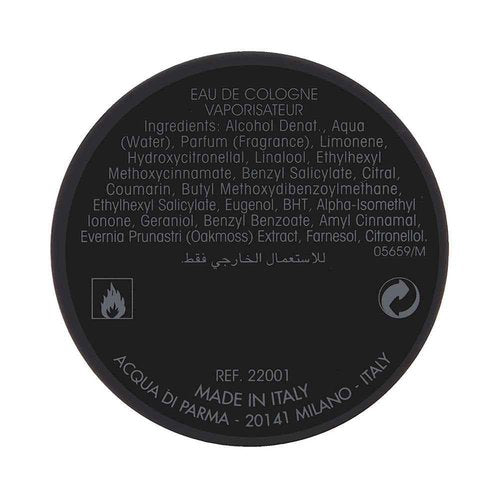 EAU DE COLOGNE
VAPORISATEUR
Ingredients: Alcohol Denat., Aqua
(Water), Parfum (Fragrance), Limonene,
Hydroxycitronellal, Linalool, Ethylhexyl
Methoxycinnamate, Benzyl Salicylate, Citral,
Coumarin, Butyl Methoxydibenzoylmethane,
Ethylhexyl Salicylate, Eugenol, BHT, Alpha-Isomethyl
Ionone, Geraniol, Benzyl Benzoate, Amyl Cinnamal,
Evernia Prunastri (Oakmoss) Extract, Farnesol, Citronellol.
05659/M
للاستعمال الخارجي فقط.
REF. 22001
MADE IN ITALY
ACQUA DI PARMA - 20141 MILANO - ITALY